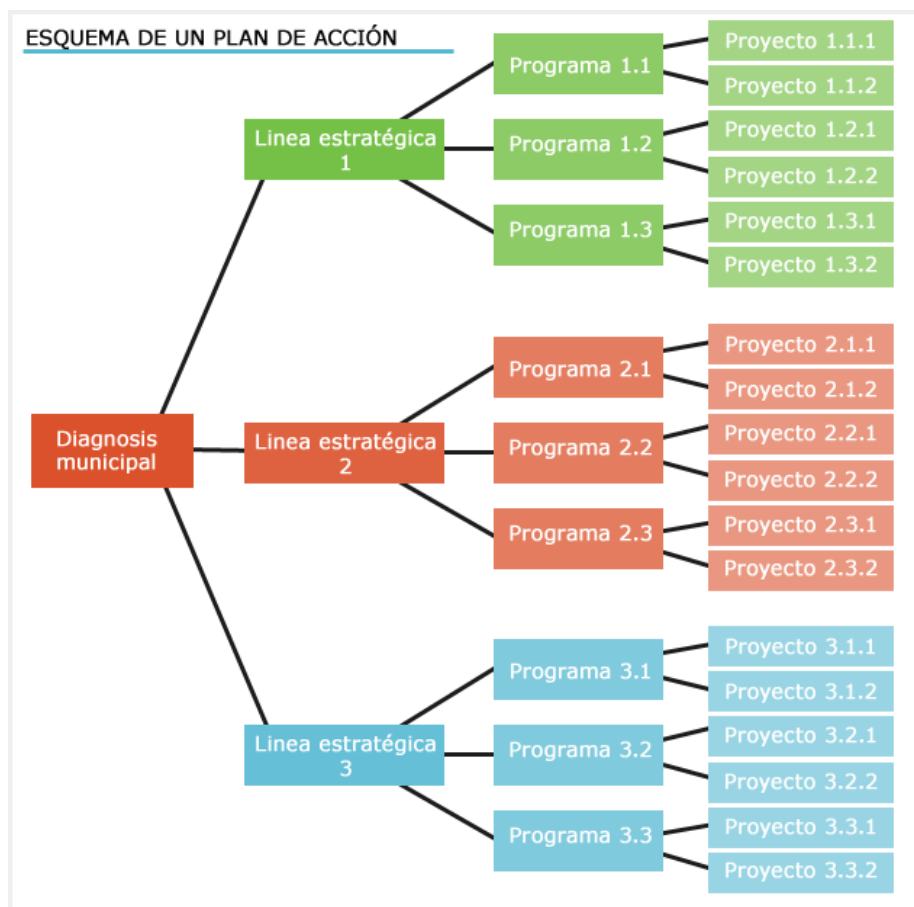 ESQUEMA DE UN PLAN DE ACCIÓN
Diagnosis
municipal
Linea estratégica
1
Programa 1.1
Proyecto 1.1.1
Proyecto 1.1.2
Programa 1.2
Proyecto 1.2.1
Proyecto 1.2.2
Programa 1.3
Proyecto 1.3.1
Proyecto 1.3.2
Linea estratégica
2
Programa 2.1
Proyecto 2.1.1
Proyecto 2.1.2
Programa 2.2
Proyecto 2.2.1
Proyecto 2.2.2
Programa 2.3
Proyecto 2.3.1
Proyecto 2.3.2
Linea estratégica
3
Programa 3.1
Proyecto 3.1.1
Proyecto 3.1.2
Programa 3.2
Proyecto 3.2.1
Proyecto 3.2.2
Programa 3.3
Proyecto 3.3.1
Proyecto 3.3.2